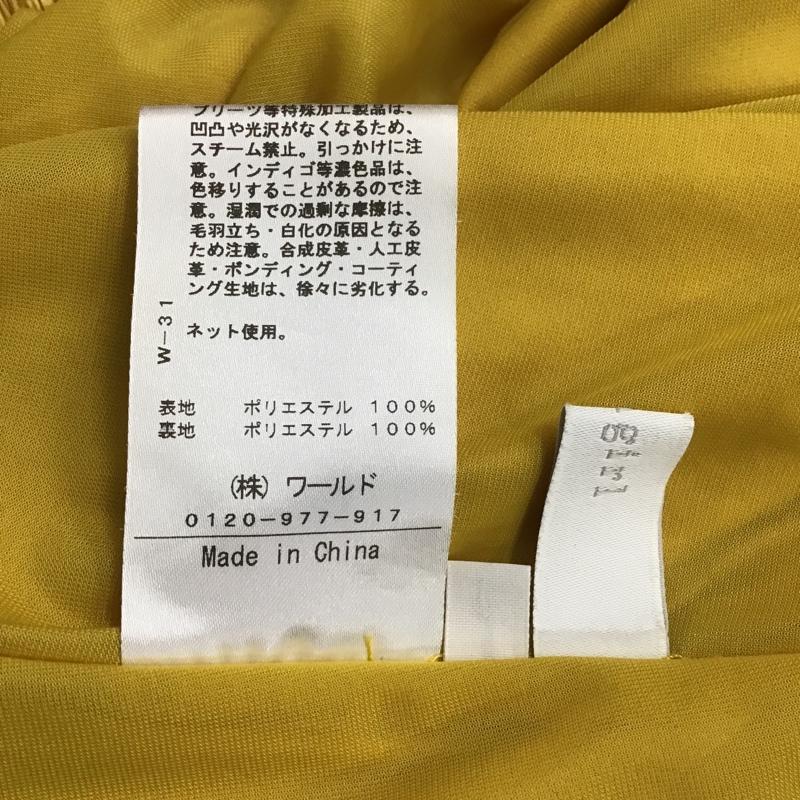 プリーツ等特殊加工製品は、
凹凸や光沢がなくなるため、
スチーム禁止。引っかけに注
意。インディゴ等濃色品は、
色移りすることがあるので注
意。湿潤での過剰な摩擦は、
毛羽立ち・白化の原因となる
ため注意。合成皮革・人工皮
革・ボンディング・コーティ
ング生地は、徐々に劣化する。
W-31
ネット使用。
表地 ポリエステル 100%
裏地 ポリエステル 100%
(株) ワールド
0120-977-917
Made in China